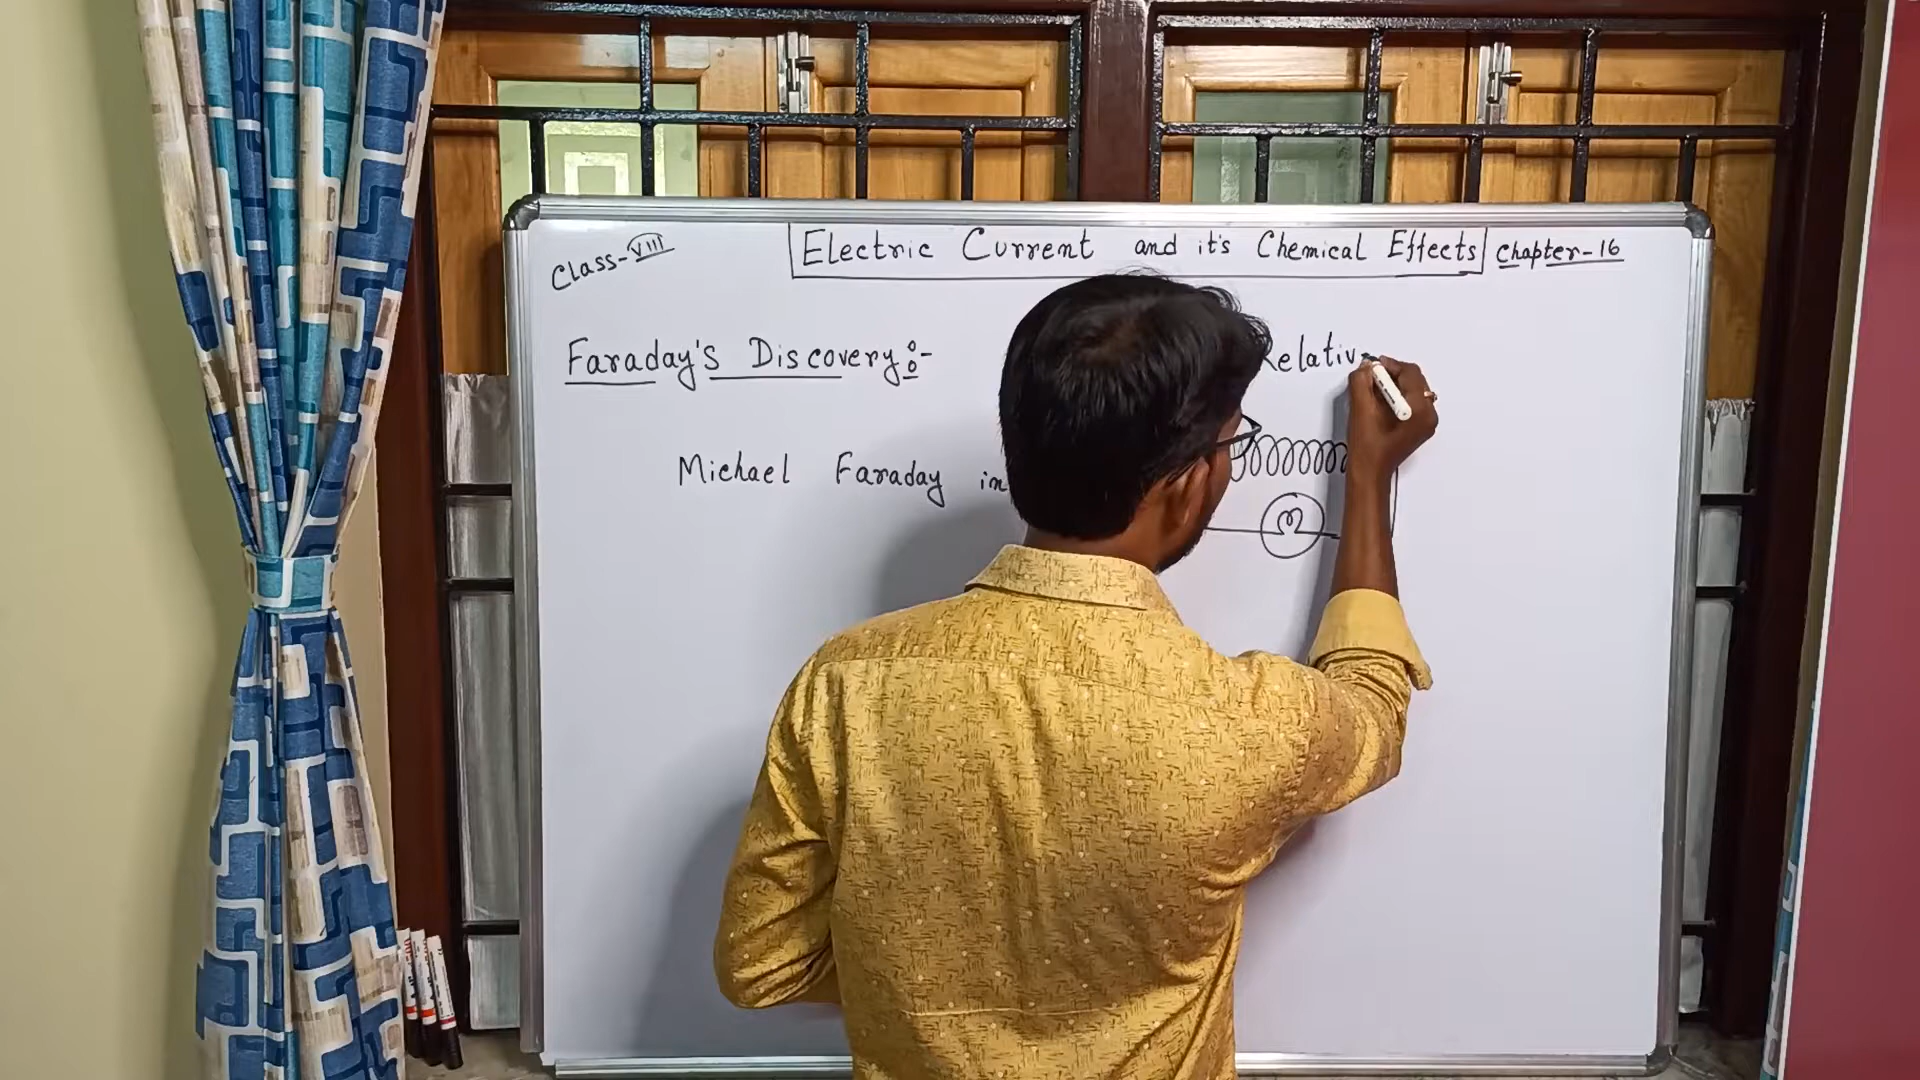 Class-VIII
Electric Current and it's Chemical Effects
Chapter-16
Faraday's Discovery:-
Relativ
Michael Faraday in